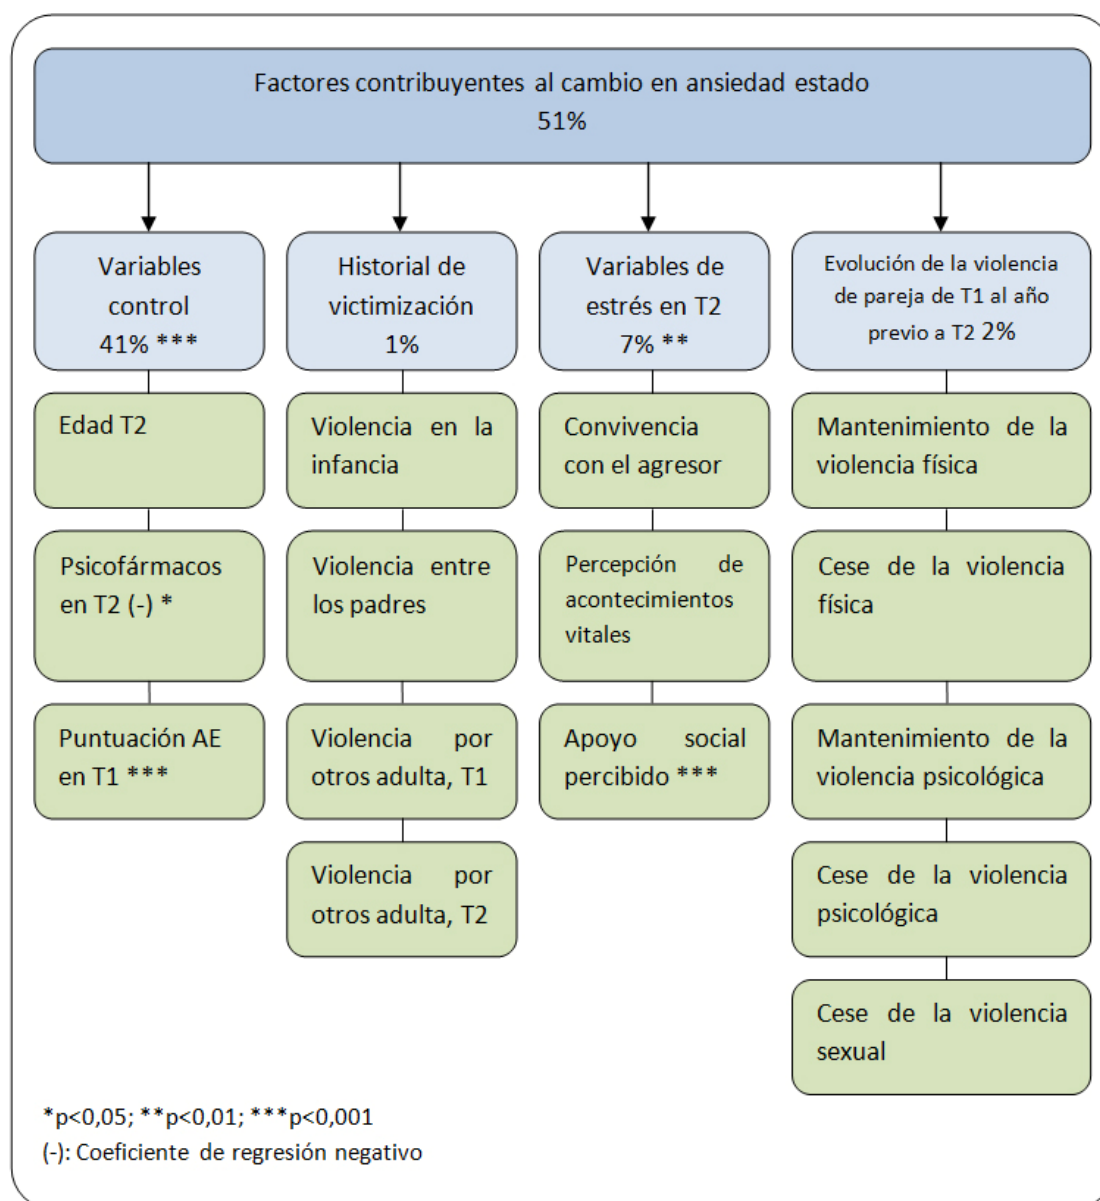 Factores contribuyentes al cambio en ansiedad estado
51%
Variables
control
41% ***
Historial de
victimización
1%
Variables de
estrés en T2
7% **
Evolución de la violencia
de pareja de T1 al año
previo a T2 2%
Edad T2
Psicofármacos
en T2 (-) *
Puntuación AE
en T1 ***
Violencia en la
infancia
Violencia entre
los padres
Violencia por
otros adulta, T1
Violencia por
otros adulta, T2
Convivencia
con el agresor
Percepción de
acontecimientos
vitales
Apoyo social
percibido ***
Mantenimiento de la
violencia física
Cese de la violencia
física
Mantenimiento de la
violencia psicológica
Cese de la violencia
psicológica
Cese de la violencia
sexual
*p<0,05; **p<0,01; ***p<0,001
(-): Coeficiente de regresión negativo